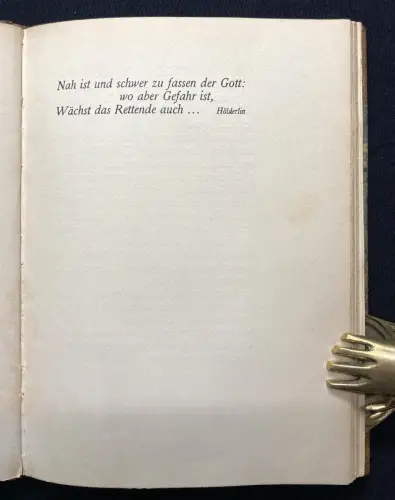 Nah ist und schwer zu fassen der Gott:
wo aber Gefahr ist,
Wächst das Rettende auch ... Hölderlin